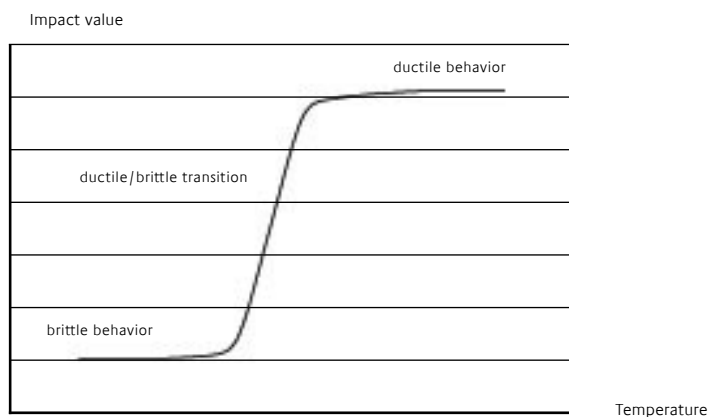 Impact value
ductile behavior
ductile/brittle transition
brittle behavior
Temperature